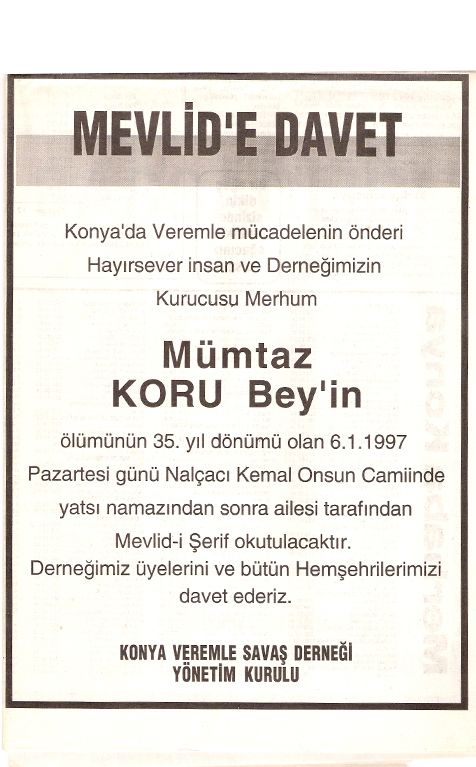 MEVLİD'E DAVET
Konya'da Veremle mücadelenin önderi
Hayırsever insan ve Derneğimizin
Kurucusu Merhum
Mümtaz
KORU Bey'in
ölümünün 35. yıl dönümü olan 6.1.1997
Pazartesi günü Nalçacı Kemal Onsun Camiinde
yatsı namazından sonra ailesi tarafından
Mevlid-i Şerif okutulacaktır.
Derneğimiz üyelerini ve bütün Hemşehrilerimizi
davet ederiz.
KONYA VEREMLE SAVAŞ DERNEĞİ
YÖNETİM KURULU